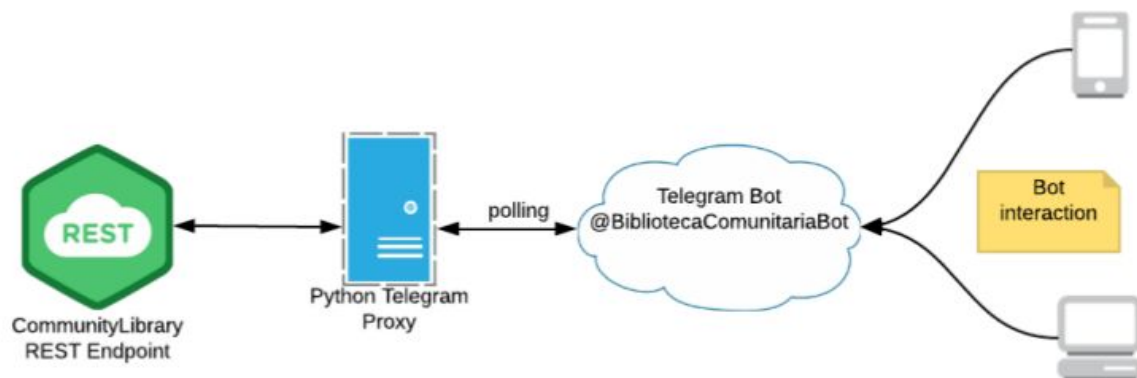 REST
CommunityLibrary
REST Endpoint
Python Telegram
Proxy
polling
Telegram Bot
@BibliotecaComunitariaBot
Bot
interaction